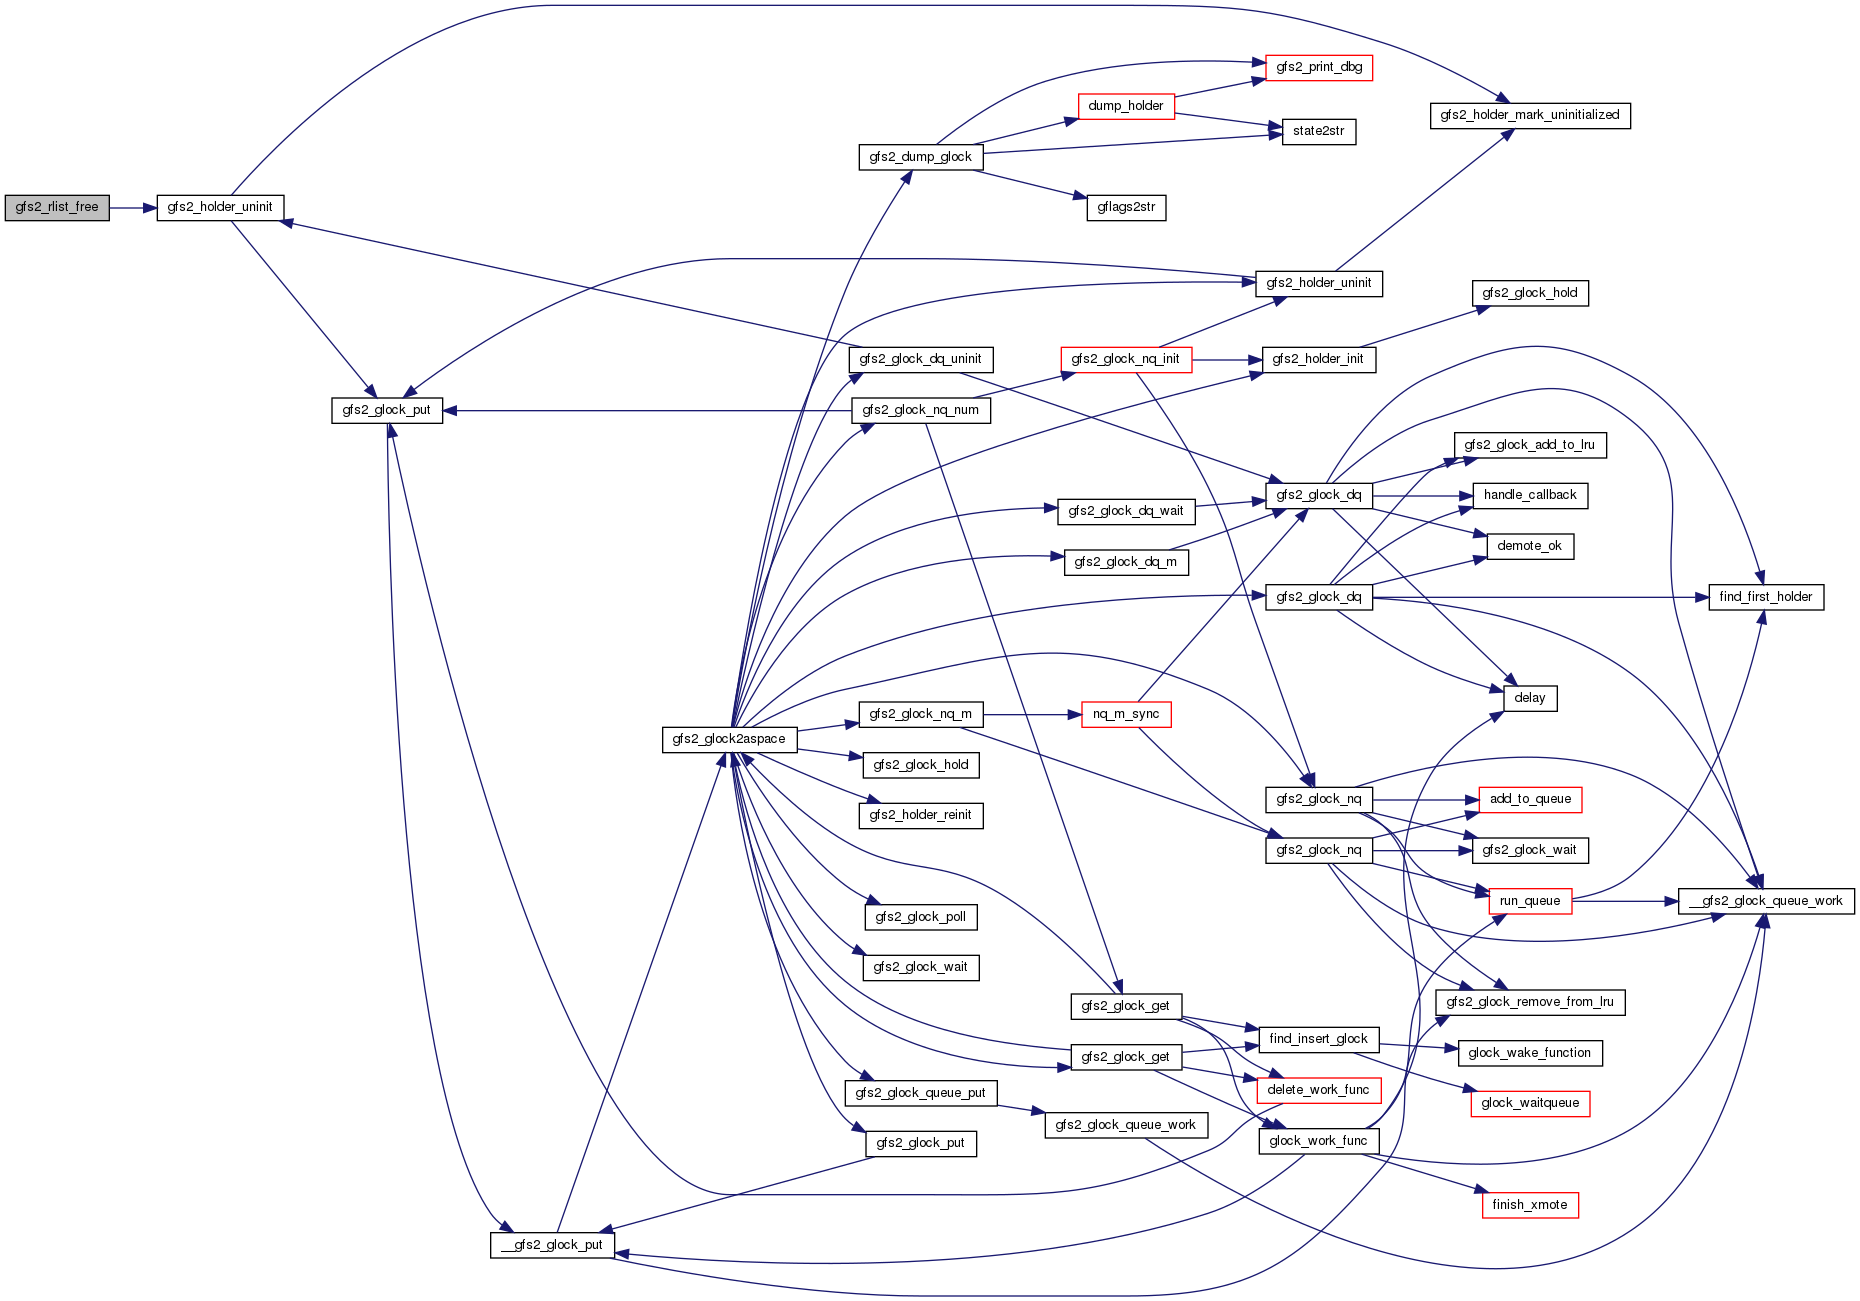 gfs2_print_dbg
dump_holder
gfs2_holder_mark_uninitialized
state2str
gfs2_dump_glock
gfs2_rlist_free
gfs2_holder_uninit
gflags2str
gfs2_holder_uninit
gfs2_glock_hold
gfs2_glock_dq_uninit
gfs2_glock_nq_init
gfs2_holder_init
gfs2_glock_put
gfs2_glock_nq_num
gfs2_glock_add_to_lru
gfs2_glock_dq
handle_callback
gfs2_glock_dq_wait
demote_ok
gfs2_glock_dq_m
gfs2_glock_dq
find_first_holder
delay
gfs2_glock_nq_m
nq_m_sync
gfs2_glock2aspace
gfs2_glock_hold
gfs2_glock_nq
add_to_queue
gfs2_holder_reinit
gfs2_glock_nq
gfs2_glock_wait
run_queue
__gfs2_glock_queue_work
gfs2_glock_poll
gfs2_glock_wait
gfs2_glock_get
gfs2_glock_remove_from_lru
find_insert_glock
glock_wake_function
gfs2_glock_get
gfs2_glock_queue_put
delete_work_func
glock_waitqueue
gfs2_glock_queue_work
gfs2_glock_put
glock_work_func
finish_xmote
__gfs2_glock_put